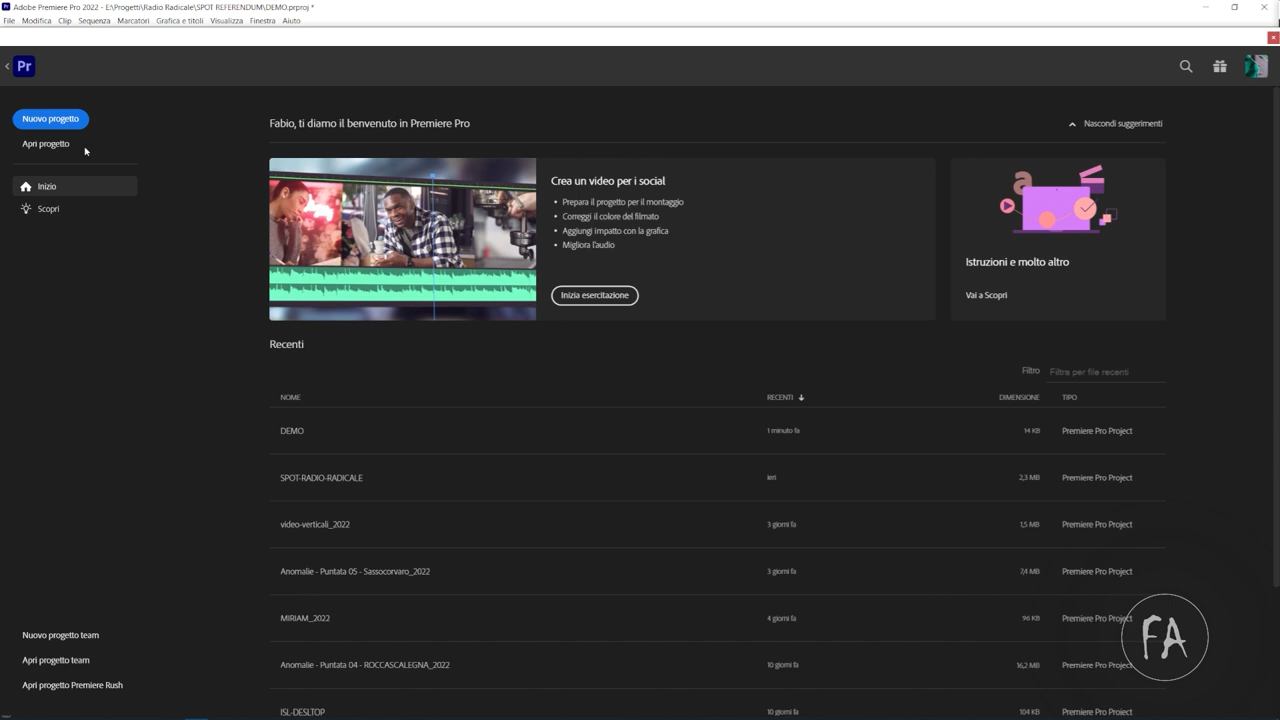 Adobe Premiere Pro 2022 - E:\Progetti\Radio Radicale\SPOT REFERENDUM\DEMO.prproj *
File Modifica Clip Sequenza Marcatori Grafica e titoli Visualizza Finestra Aiuto
Pr
Nuovo progetto
Apri progetto
Inizio
Scopri
Fabio, ti diamo il benvenuto in Premiere Pro
Nascondi suggerimenti
Crea un video per i social
• Prepara il progetto per il montaggio
• Correggi il colore del filmato
• Aggiungi impatto con la grafica
• Migliora l'audio
Inizia esercitazione
Istruzioni e molto altro
Vai a Scopri
Recenti
Filtro Filtra per file recenti
NOME RECENTI DIMENSIONE TIPO
DEMO 1 minuto fa 14 KB Premiere Pro Project
SPOT-RADIO-RADICALE ieri 2,3 MB Premiere Pro Project
video-verticali_2022 3 giorni fa 1,5 MB Premiere Pro Project
Anomalie - Puntata 05 - Sassocorvaro_2022 3 giorni fa 7,4 MB Premiere Pro Project
MIRIAM_2022 4 giorni fa 96 KB Premiere Pro Project
Anomalie - Puntata 04 - ROCCASCALEGNA_2022 10 giorni fa 16,2 MB Premiere Pro Project
ISL-DESLTOP 10 giorni fa 104 KB Premiere Pro Project
Nuovo progetto team
Apri progetto team
Apri progetto Premiere Rush
FA